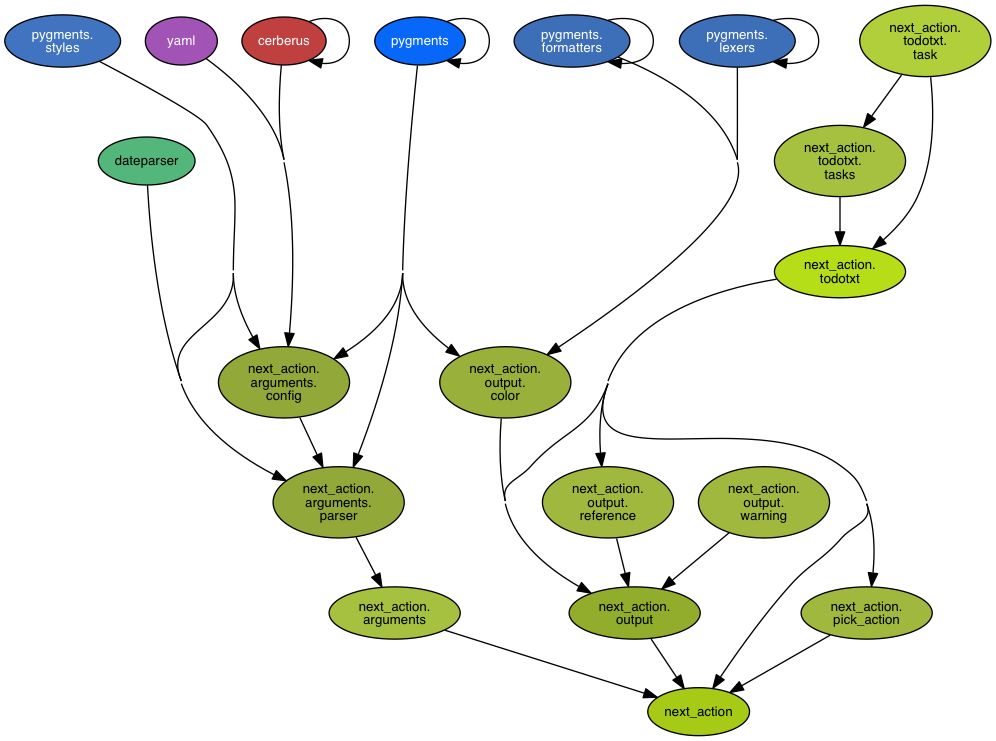 pygments.
styles
yaml
cerberus
pygments
pygments.
formatters
pygments.
lexers
next_action.
todotxt.
task
dateparser
next_action.
todotxt.
tasks
next_action.
todotxt
next_action.
arguments.
config
next_action.
output.
color
next_action.
arguments.
parser
next_action.
output.
reference
next_action.
output.
warning
next_action.
arguments
next_action.
output
next_action.
pick_action
next_action